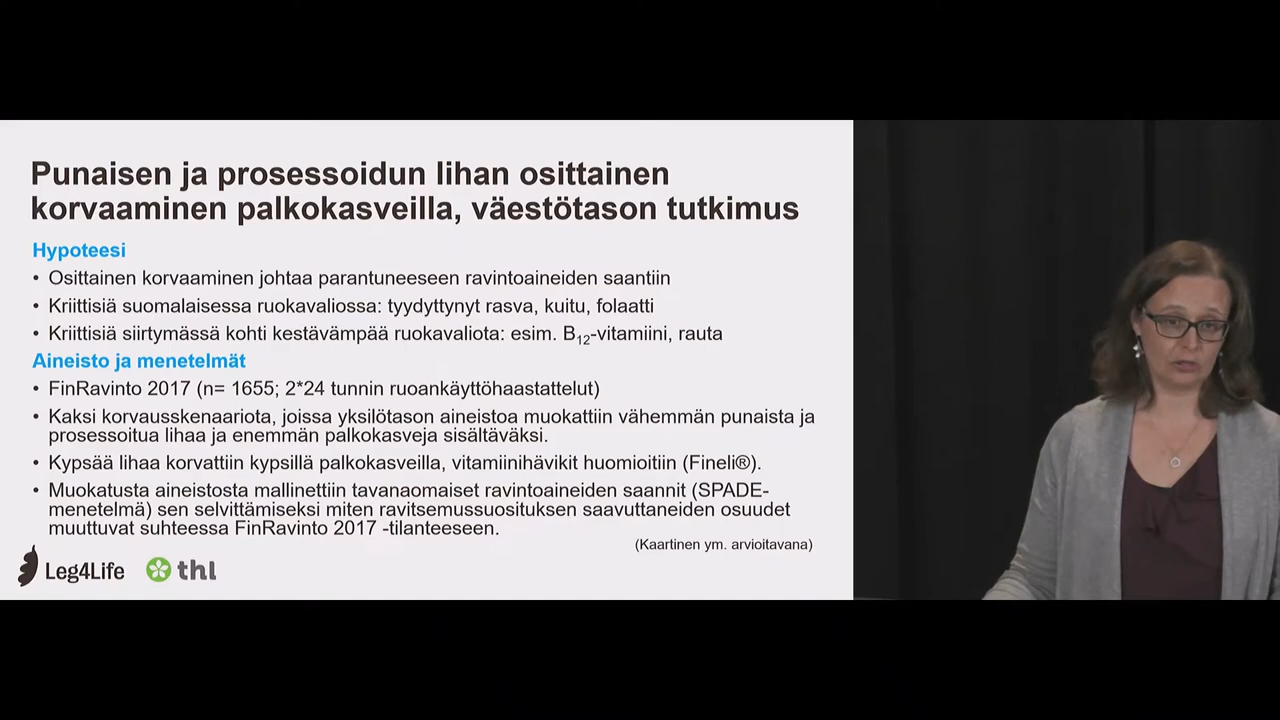 Punaisen ja prosessoidun lihan osittainen
korvaaminen palkokasveilla, väestötason tutkimus
Hypoteesi
• Osittainen korvaaminen johtaa parantuneeseen ravintoaineiden saantiin
• Kriittisiä suomalaisessa ruokavaliossa: tyydyttynyt rasva, kuitu, folaatti
• Kriittisiä siirtymässä kohti kestävämpää ruokavaliota: esim. B₁₂-vitamiini, rauta
Aineisto ja menetelmät
• FinRavinto 2017 (n= 1655; 2*24 tunnin ruoankäyttöhaastattelut)
• Kaksi korvausskenaariota, joissa yksilötason aineistoa muokattiin vähemmän punaista ja
prosessoitua lihaa ja enemmän palkokasveja sisältäväksi.
• Kypsää lihaa korvattiin kypsillä palkokasveilla, vitamiinihävikit huomioitiin (Fineli®).
• Muokatusta aineistosta mallinnettiin tavanaomaiset ravintoaineiden saannit (SPADE-
menetelmä) sen selvittämiseksi miten ravitsemussuosituksen saavuttaneiden osuudet
muuttuvat suhteessa FinRavinto 2017 -tilanteeseen.
(Kaartinen ym. arvioitavana)
Leg4Life thl